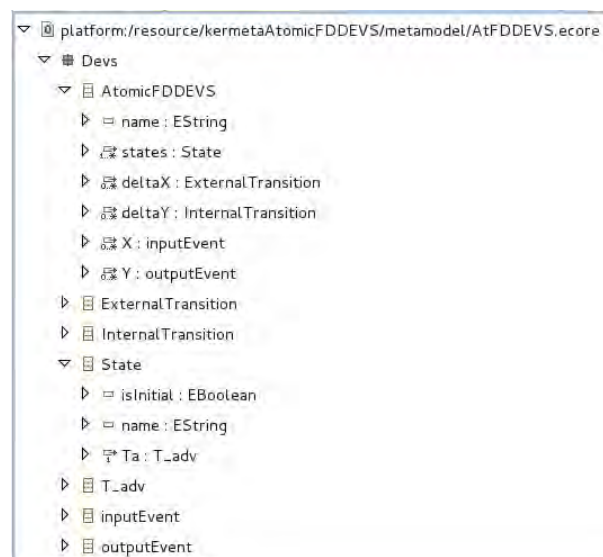 platform:/resource/kermetaAtomicFDDEVS/metamodel/AtFDDEVS.ecore
Devs
AtomicFDDEVS
name : EString
states : State
deltaX : ExternalTransition
deltaY : InternalTransition
X : inputEvent
Y : outputEvent
ExternalTransition
InternalTransition
State
isInitial : EBoolean
name : EString
Ta : T_adv
T_adv
inputEvent
outputEvent